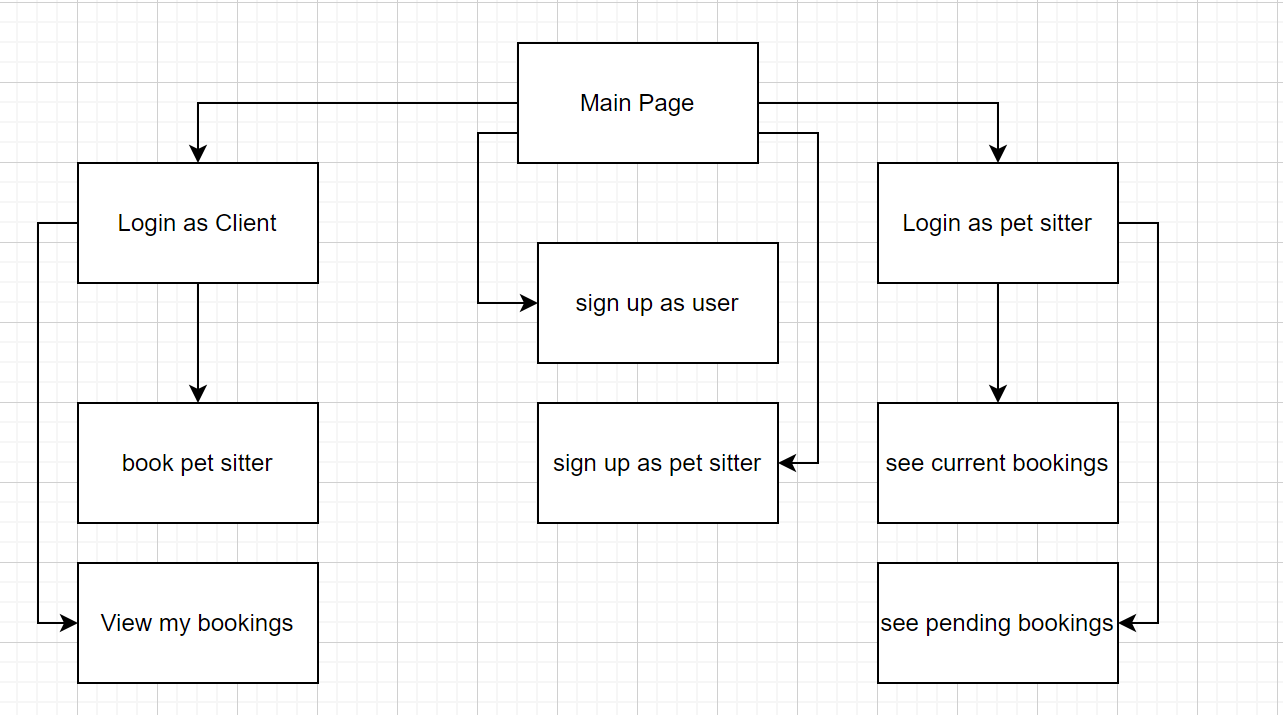 Main Page
Login as Client
Login as pet sitter
sign up as user
book pet sitter
sign up as pet sitter
see current bookings
View my bookings
see pending bookings